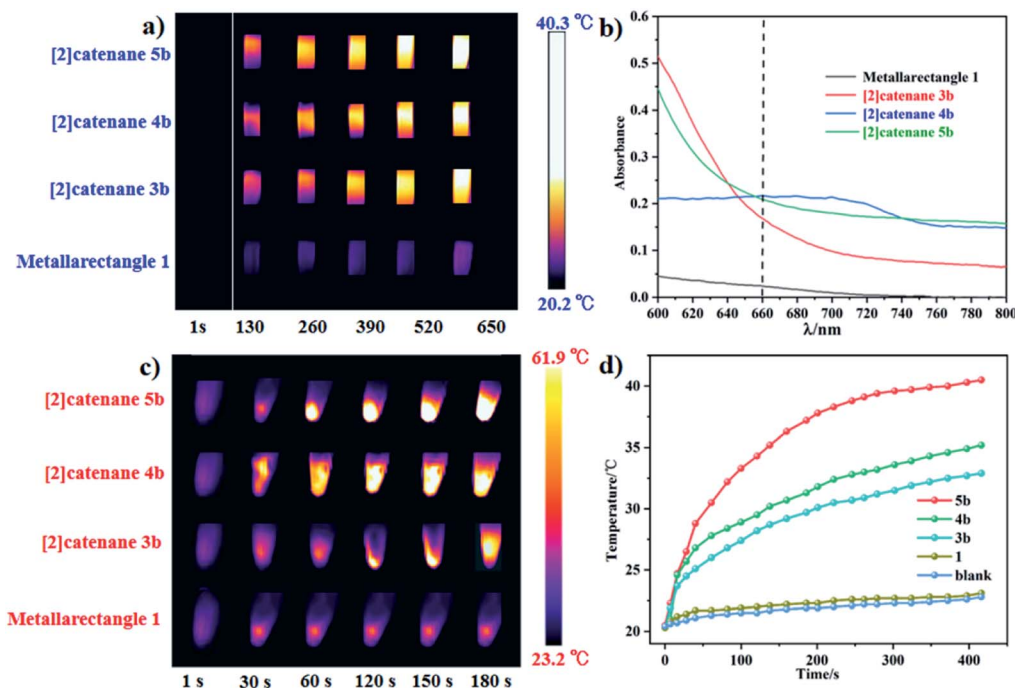 a)
40.3 ℃
[2]catenane 5b
[2]catenane 4b
[2]catenane 3b
Metallarectangle 1
20.2 ℃
1s 130 260 390 520 650
b)
Absorbance
0.6
0.5
0.4
0.3
0.2
0.1
0.0
Metallarectangle 1
[2]catenane 3b
[2]catenane 4b
[2]catenane 5b
600 620 640 660 680 700 720 740 760 780 800
λ/nm
c)
61.9 ℃
[2]catenane 5b
[2]catenane 4b
[2]catenane 3b
Metallarectangle 1
23.2 ℃
1 s 30 s 60 s 120 s 150 s 180 s
d)
Temperature/℃
40
35
30
25
20
5b
4b
3b
1
blank
0 100 200 300 400
Time/s